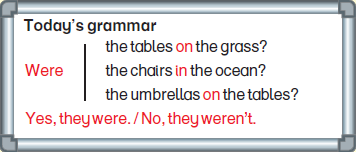 Today's grammar
the tables on the grass?
Were the chairs in the ocean?
the umbrellas on the tables?
Yes, they were. / No, they weren't.